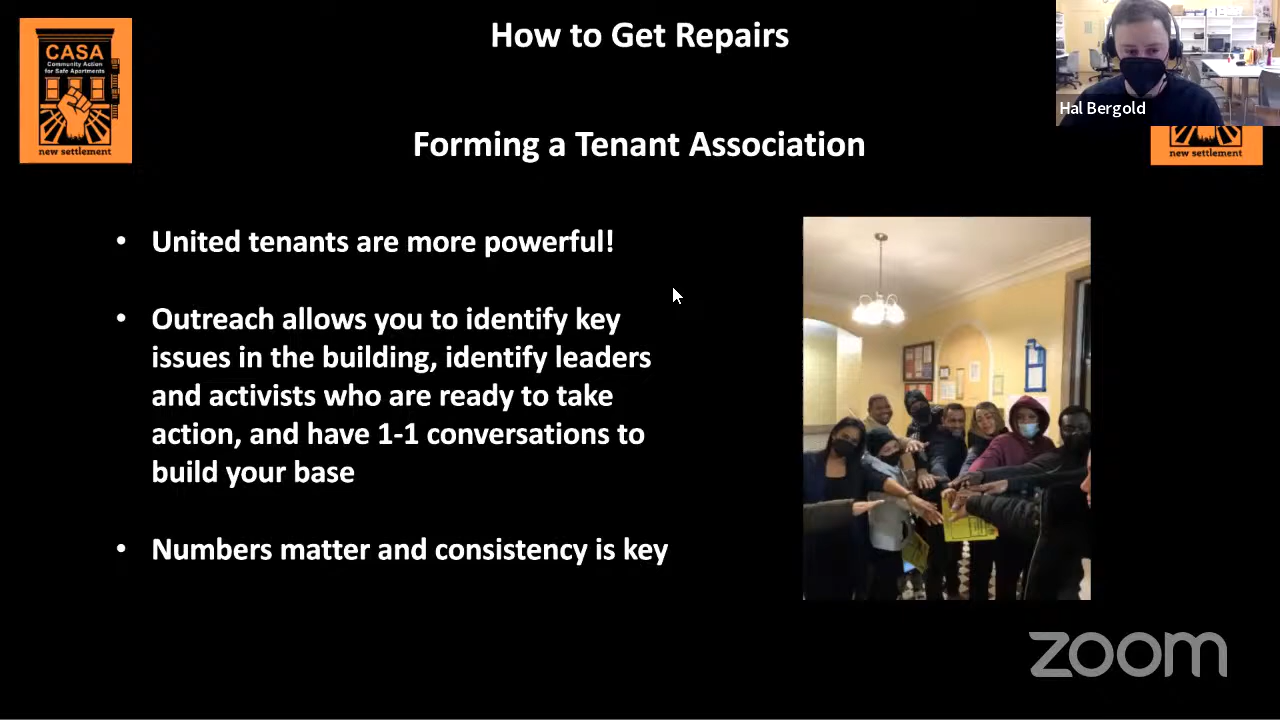 How to Get Repairs
CASA
Community Action
for Safe Apartments
new settlement
Hal Bergold
new settlement
Forming a Tenant Association
• United tenants are more powerful!
• Outreach allows you to identify key
issues in the building, identify leaders
and activists who are ready to take
action, and have 1-1 conversations to
build your base
• Numbers matter and consistency is key
zoom